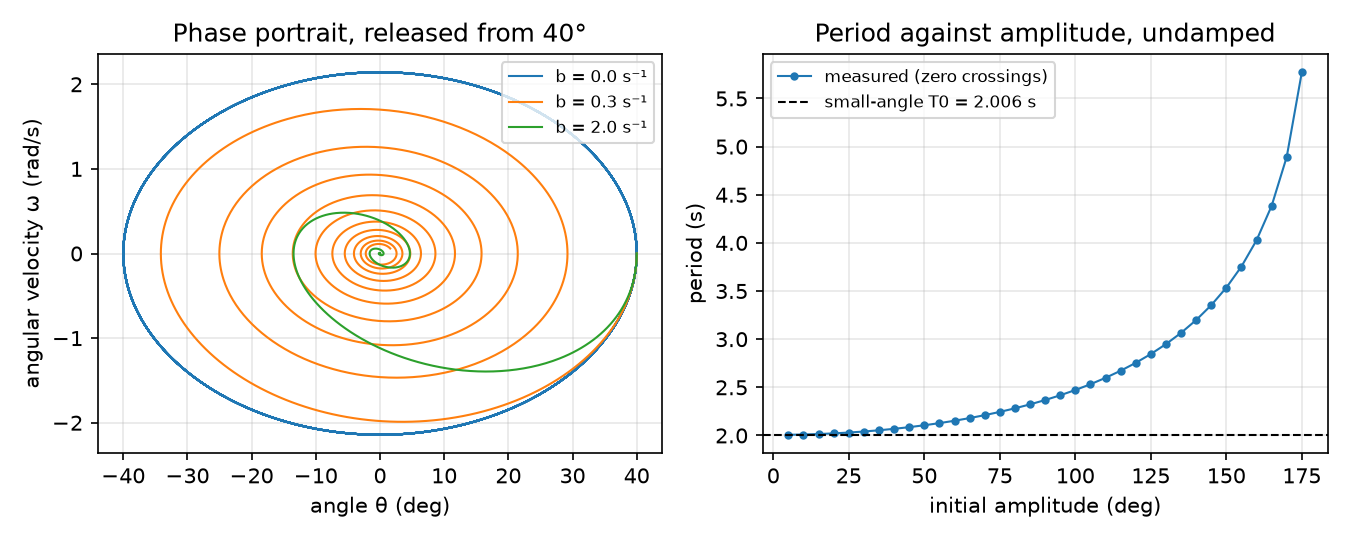 Phase portrait, released from 40°
b = 0.0 s⁻¹
b = 0.3 s⁻¹
b = 2.0 s⁻¹
angular velocity ω (rad/s)
2
1
0
−1
−2
−40 −30 −20 −10 0 10 20 30 40
angle θ (deg)
Period against amplitude, undamped
measured (zero crossings)
small-angle T0 = 2.006 s
period (s)
5.5
5.0
4.5
4.0
3.5
3.0
2.5
2.0
0 25 50 75 100 125 150 175
initial amplitude (deg)